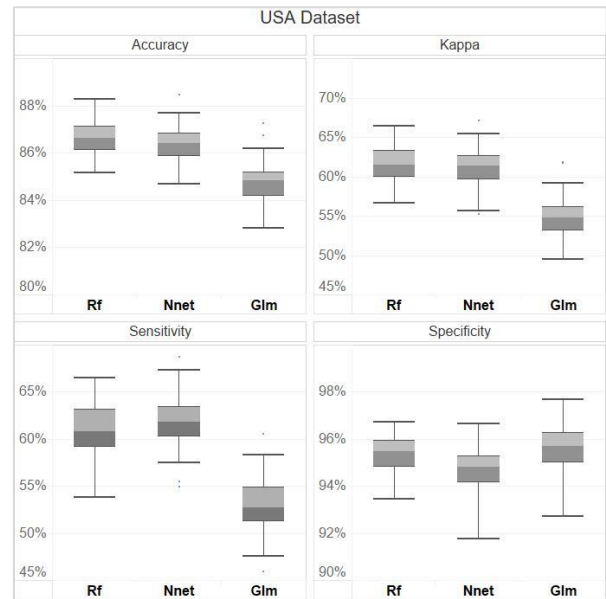 USA Dataset
Accuracy
Kappa
88%
86%
84%
82%
80%
70%
65%
60%
55%
50%
45%
Rf Nnet Glm
Rf Nnet Glm
Sensitivity
Specificity
65%
60%
55%
50%
45%
98%
96%
94%
92%
90%
Rf Nnet Glm
Rf Nnet Glm